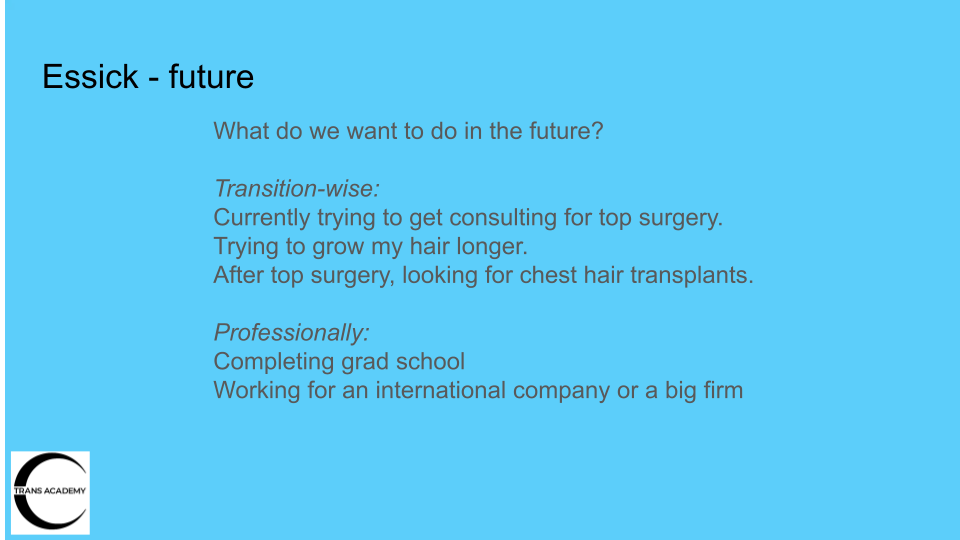 Essick - future
What do we want to do in the future?
Transition-wise:
Currently trying to get consulting for top surgery.
Trying to grow my hair longer.
After top surgery, looking for chest hair transplants.
Professionally:
Completing grad school
Working for an international company or a big firm
TRANS ACADEMY